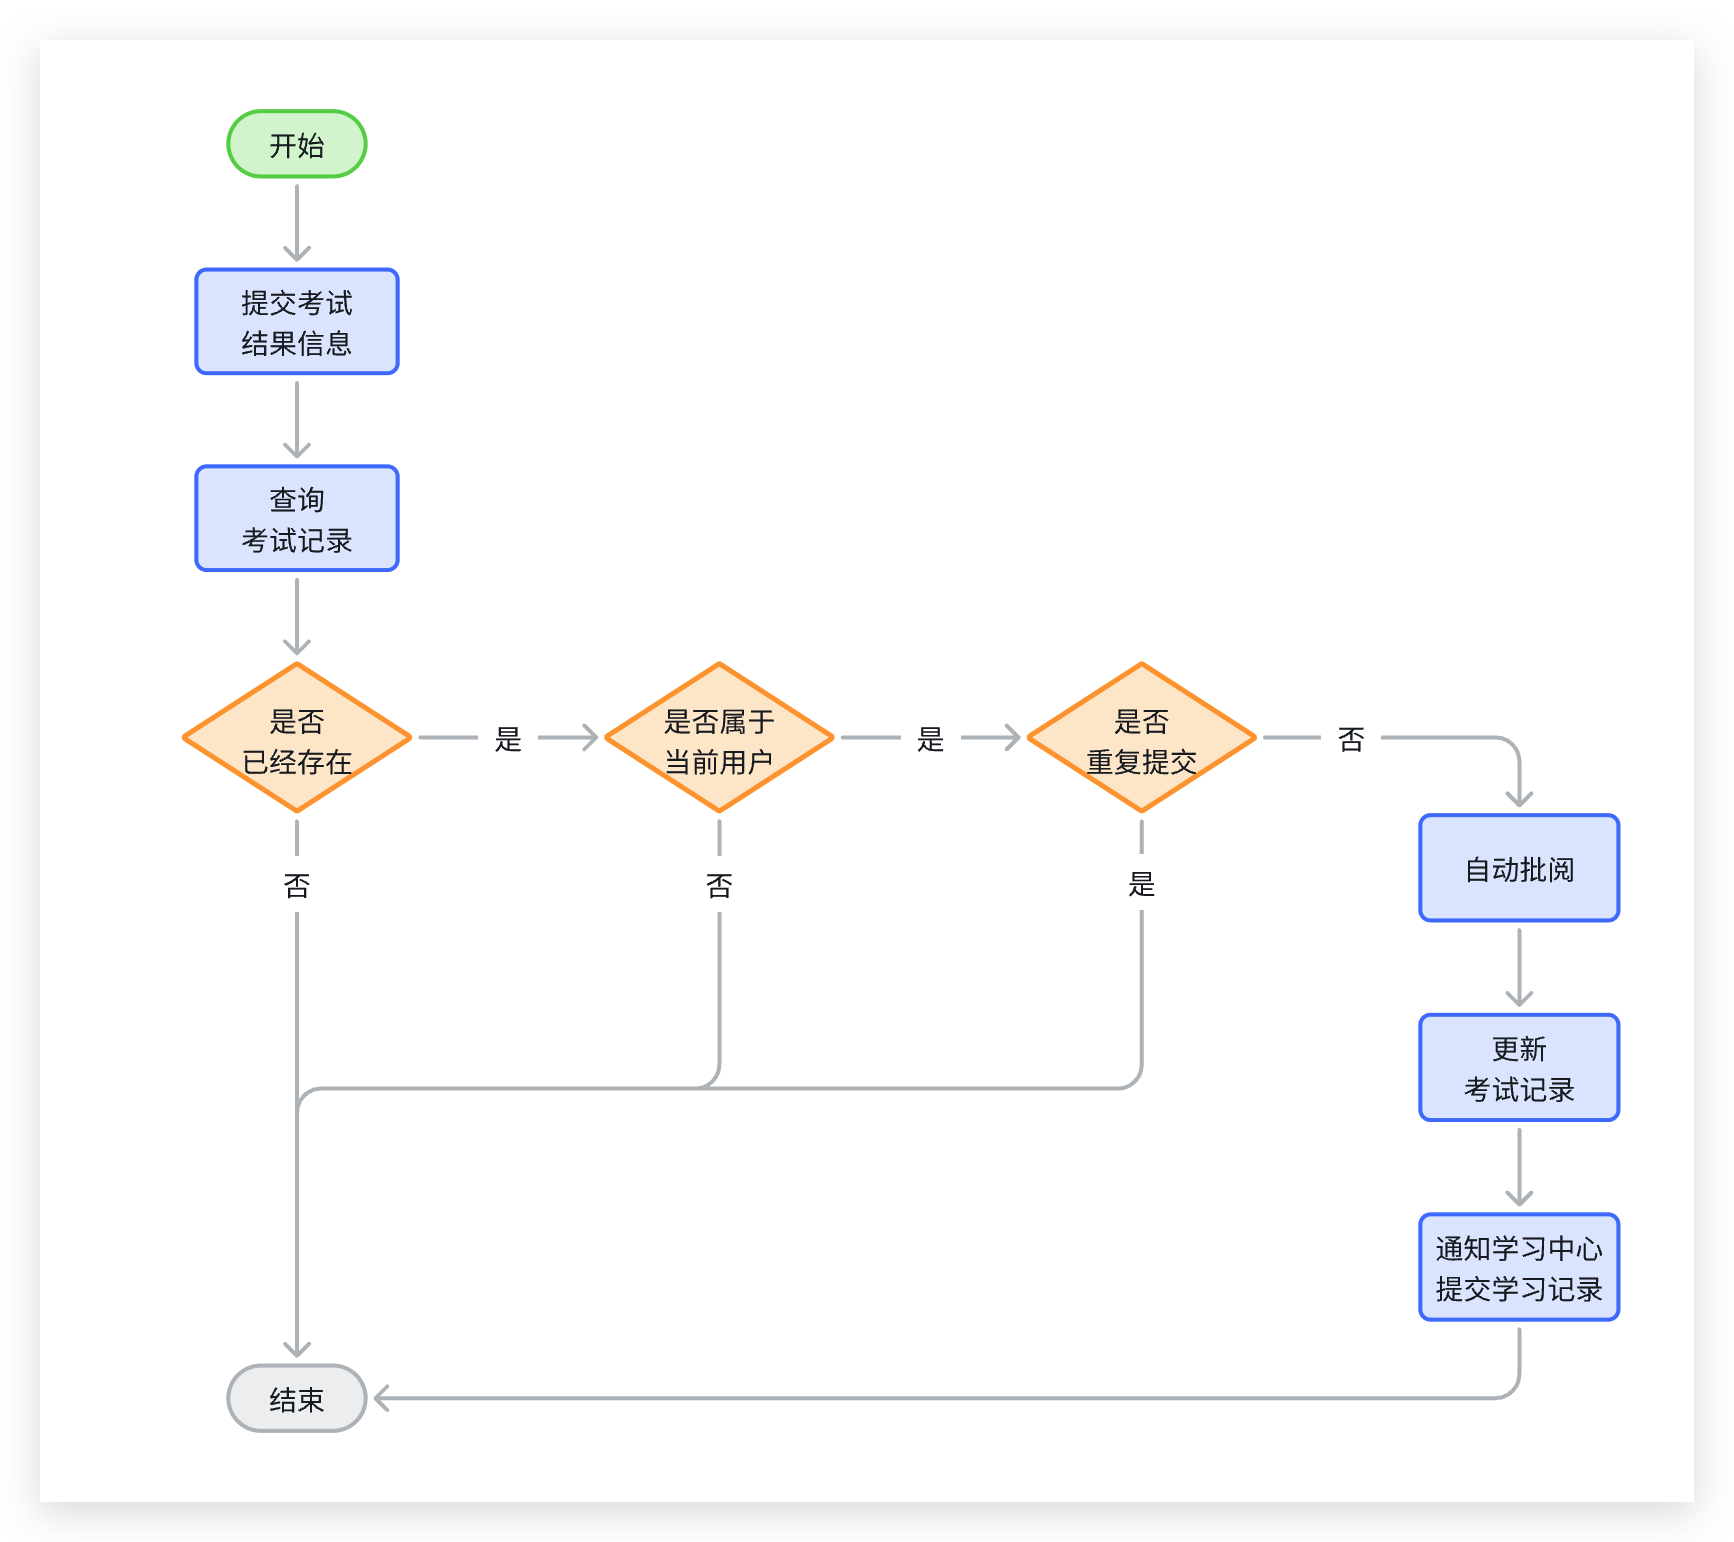 开始
提交考试
结果信息
查询
考试记录
是否
已经存在
是
是否属于
当前用户
是
是否
重复提交
否
否
否
是
自动批阅
更新
考试记录
通知学习中心
提交学习记录
结束